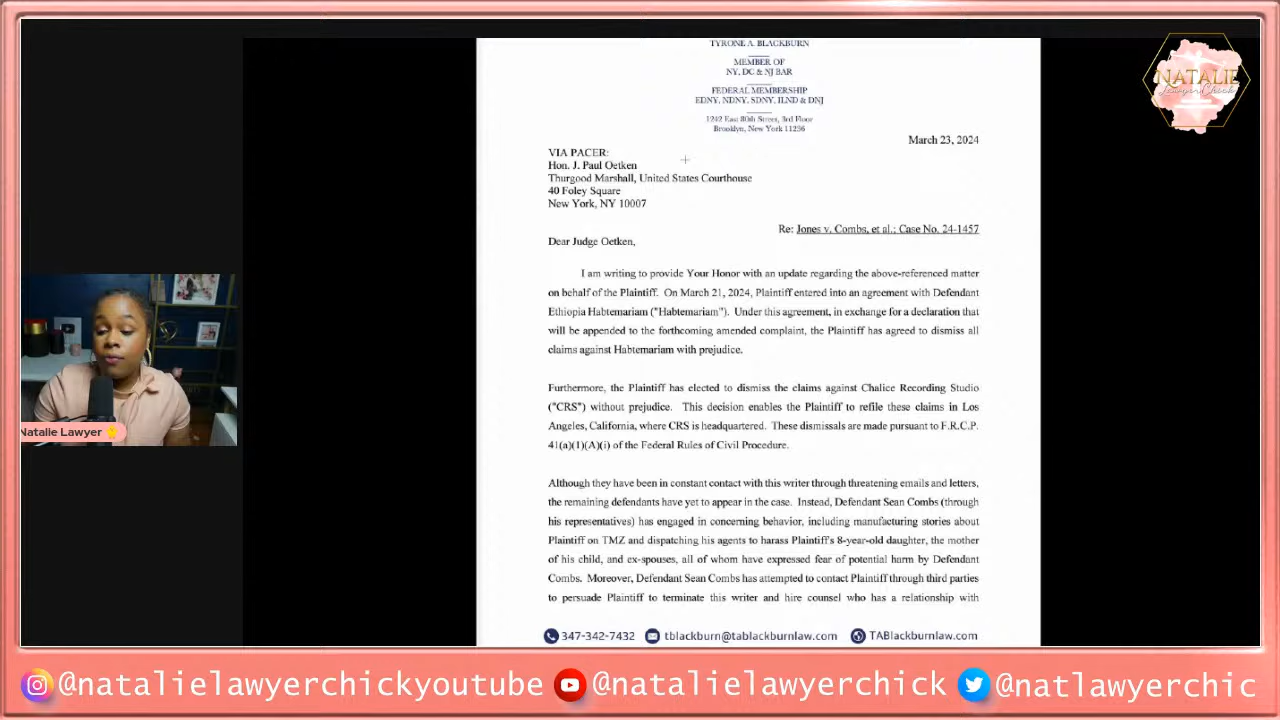 TYRONE A. BLACKBURN
MEMBER OF
NY, DC & NJ BAR
FEDERAL MEMBERSHIP
EDNY, NDNY, SDNY, ILND & DNJ
1242 East 80th Street, 3rd Floor
Brooklyn, New York 11236
March 23, 2024
VIA PACER:
Hon. J. Paul Oetken
Thurgood Marshall, United States Courthouse
40 Foley Square
New York, NY 10007
Re: Jones v. Combs, et al.; Case No. 24-1457
Dear Judge Oetken,
I am writing to provide Your Honor with an update regarding the above-referenced matter
on behalf of the Plaintiff. On March 21, 2024, Plaintiff entered into an agreement with Defendant
Ethiopia Habtemariam ("Habtemariam"). Under this agreement, in exchange for a declaration that
will be appended to the forthcoming amended complaint, the Plaintiff has agreed to dismiss all
claims against Habtemariam with prejudice.
Furthermore, the Plaintiff has elected to dismiss the claims against Chalice Recording Studio
("CRS") without prejudice. This decision enables the Plaintiff to refile these claims in Los
Angeles, California, where CRS is headquartered. These dismissals are made pursuant to F.R.C.P.
41(a)(1)(A)(i) of the Federal Rules of Civil Procedure.
Although they have been in constant contact with this writer through threatening emails and letters,
the remaining defendants have yet to appear in the case. Instead, Defendant Sean Combs (through
his representatives) has engaged in concerning behavior, including manufacturing stories about
Plaintiff on TMZ and dispatching his agents to harass Plaintiff's 8-year-old daughter, the mother
of his child, and ex-spouses, all of whom have expressed fear of potential harm by Defendant
Combs. Moreover, Defendant Sean Combs has attempted to contact Plaintiff through third parties
to persuade Plaintiff to terminate this writer and hire counsel who has a relationship with
347-342-7432 tblackburn@tablackburnlaw.com TABlackburnlaw.com
NATALIE
LawyerChick
Natalie Lawyer
@natalielawyerchickyoutube @natalielawyerchick @natlawyerchic